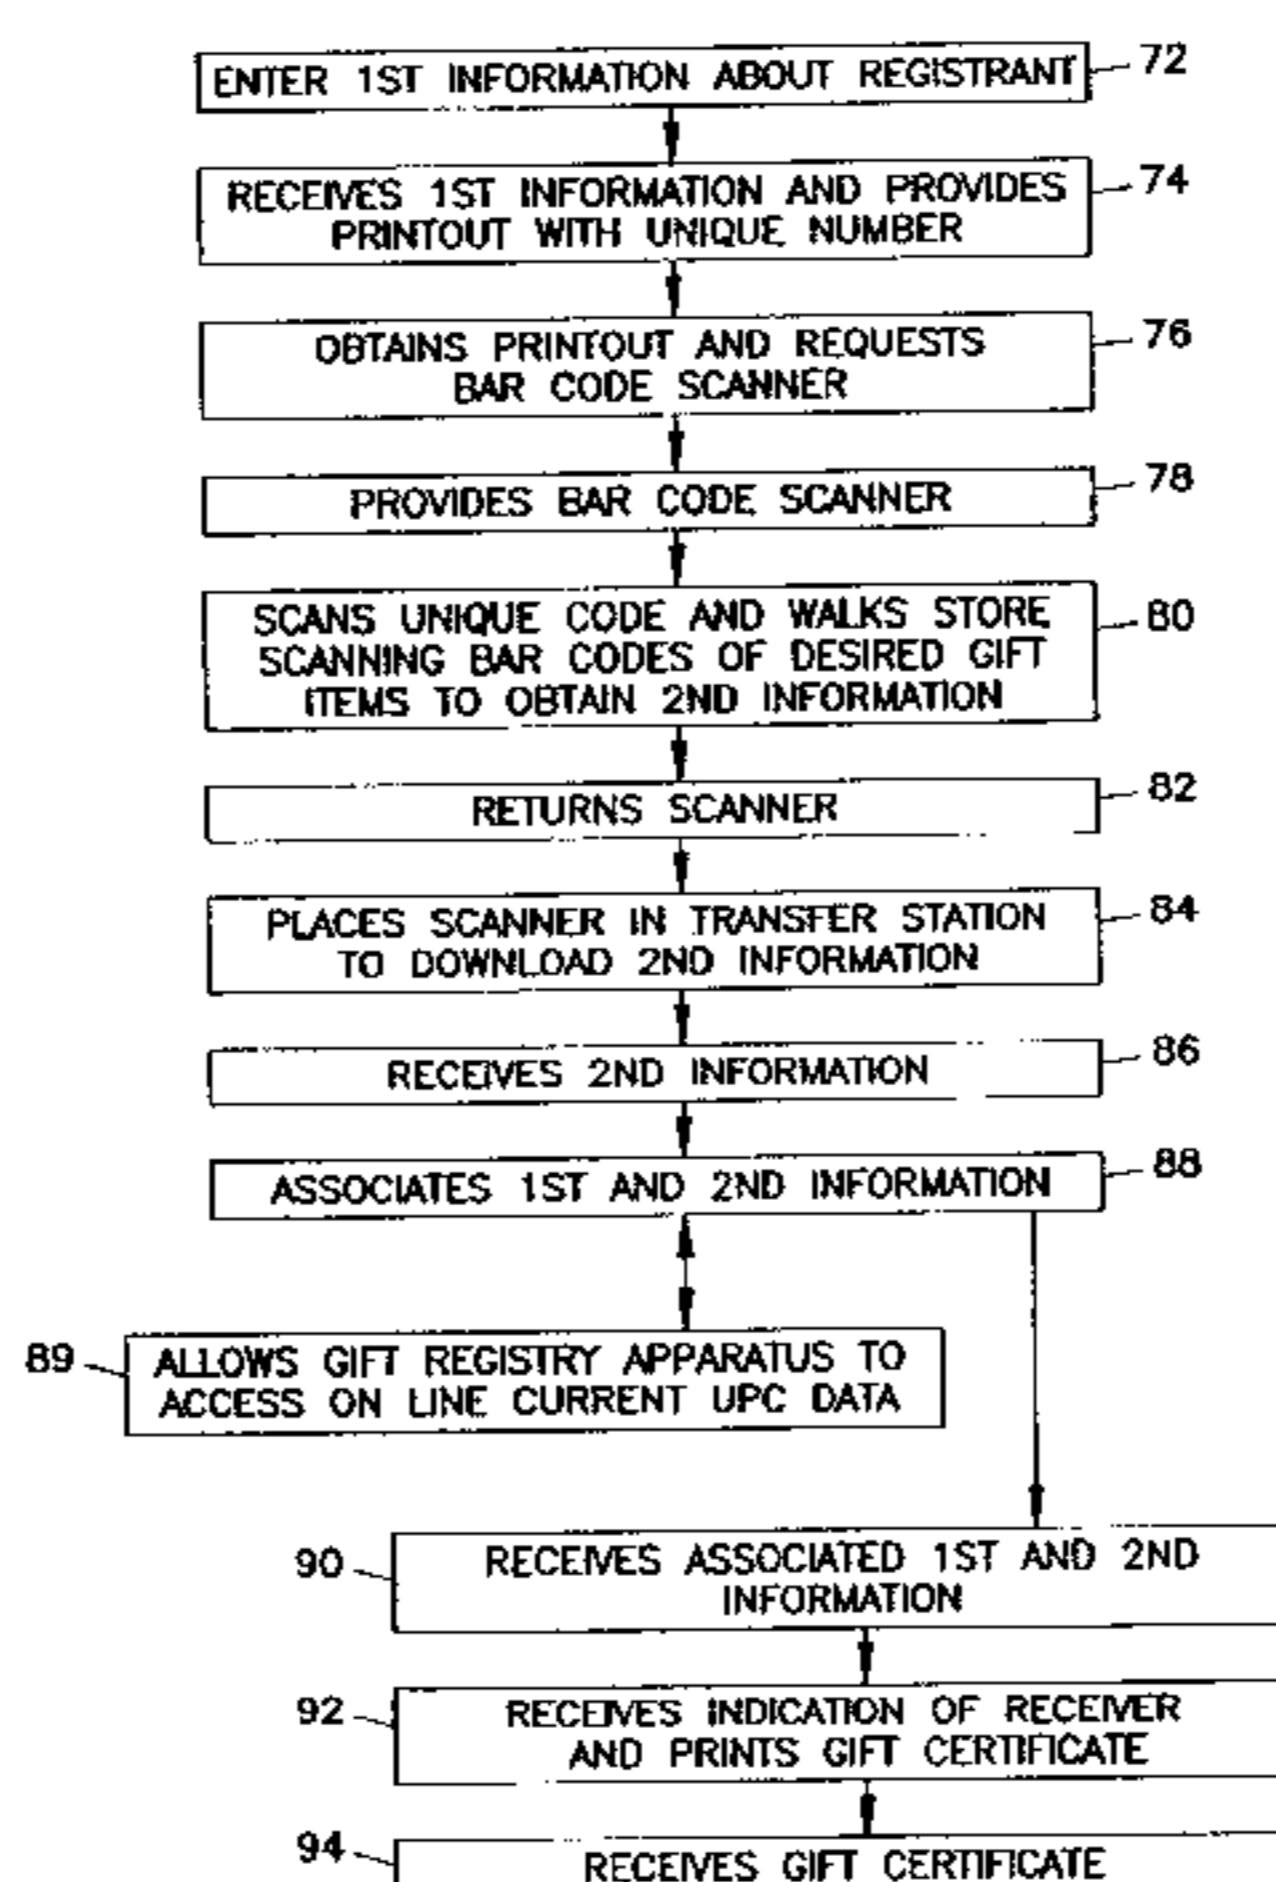 ENTER 1ST INFORMATION ABOUT REGISTRANT
72
RECEIVES 1ST INFORMATION AND PROVIDES
PRINTOUT WITH UNIQUE NUMBER
74
OBTAINS PRINTOUT AND REQUESTS
BAR CODE SCANNER
76
PROVIDES BAR CODE SCANNER
78
SCANS UNIQUE CODE AND WALKS STORE
SCANNING BAR CODES OF DESIRED GIFT
ITEMS TO OBTAIN 2ND INFORMATION
80
RETURNS SCANNER
82
PLACES SCANNER IN TRANSFER STATION
TO DOWNLOAD 2ND INFORMATION
84
RECEIVES 2ND INFORMATION
86
ASSOCIATES 1ST AND 2ND INFORMATION
88
89
ALLOWS GIFT REGISTRY APPARATUS TO
ACCESS ON LINE CURRENT UPC DATA
90
RECEIVES ASSOCIATED 1ST AND 2ND
INFORMATION
92
RECEIVES INDICATION OF RECEIVER
AND PRINTS GIFT CERTIFICATE
94
RECEIVES GIFT CERTIFICATE